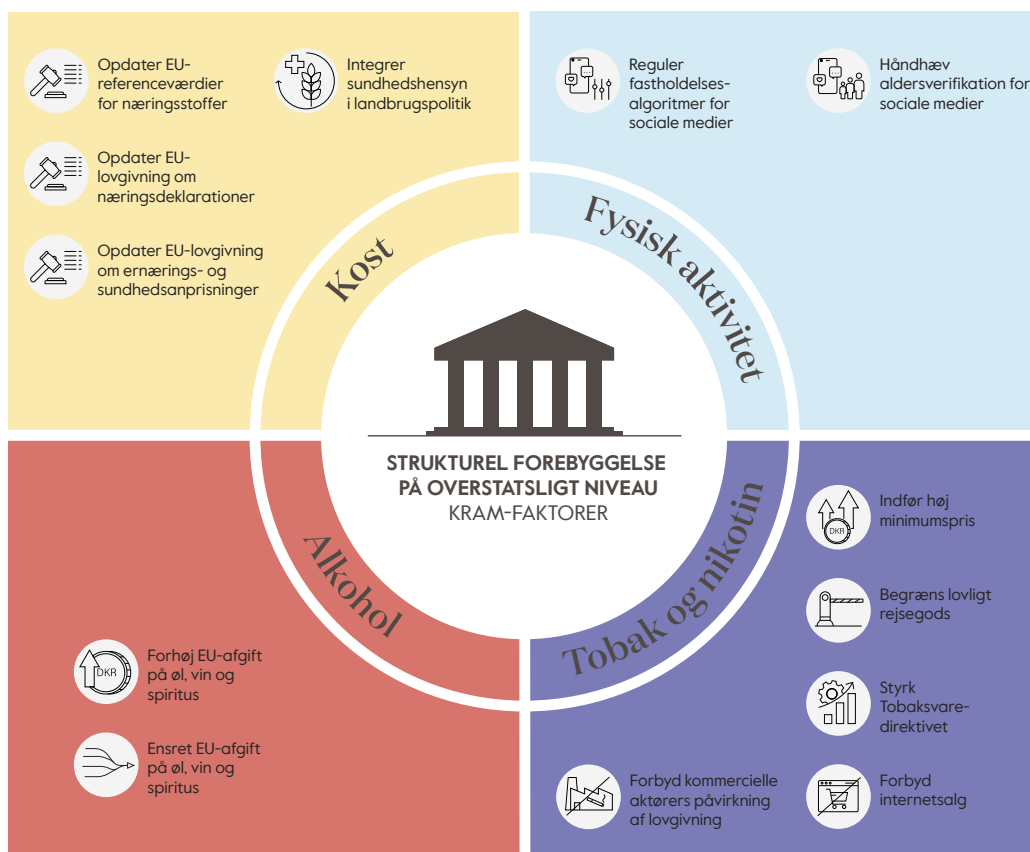 Opdater EU-
referenceværdier
for næringsstoffer
Integrer
sundhedshensyn
i landbrugspolitik
Opdater EU-
lovgivning om
næringsdeklarationer
Opdater EU-lovgivning
om ernærings- og
sundhedsanprisninger
Kost
Reguler
fastholdelses-
algoritmer for
sociale medier
Håndhæv
aldersverifikation for
sociale medier
Fysisk aktivitet
STRUKTUREL FOREBYGGELSE
PÅ OVERSTATSLIGT NIVEAU
KRAM-FAKTORER
Alkohol
DKR
Forhøj EU-afgift
på øl, vin og
spiritus
Ensret EU-afgift
på øl, vin og
spiritus
Tobak og nikotin
DKR
Indfør høj
minimumspris
Begræns lovligt
rejsegods
Styrk
Tobaksvare-
direktivet
Forbyd kommercielle
aktørers påvirkning
af lovgivning
Forbyd
internetsalg